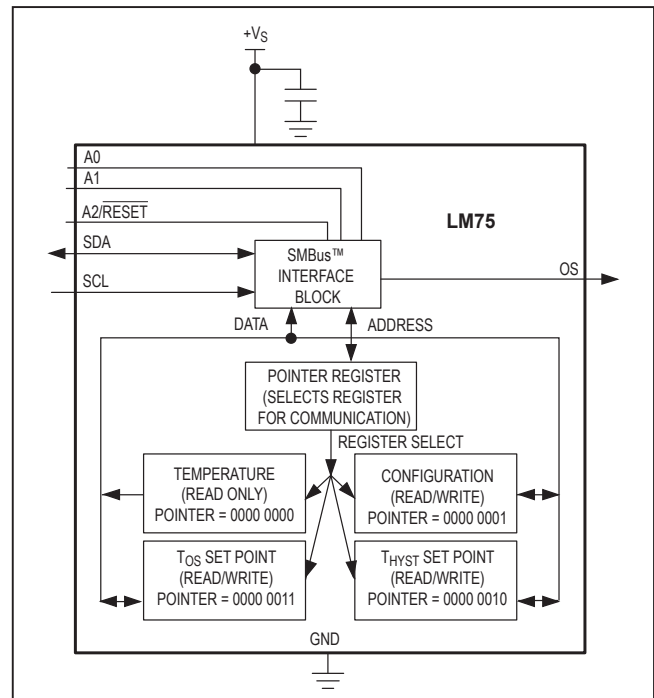 +VS
A0
A1
A2/RESET
LM75
SDA
SMBus™
INTERFACE
BLOCK
OS
SCL
DATA
ADDRESS
POINTER REGISTER
(SELECTS REGISTER
FOR COMMUNICATION)
REGISTER SELECT
TEMPERATURE
(READ ONLY)
POINTER = 0000 0000
CONFIGURATION
(READ/WRITE)
POINTER = 0000 0001
TOS SET POINT
(READ/WRITE)
POINTER = 0000 0011
THYST SET POINT
(READ/WRITE)
POINTER = 0000 0010
GND